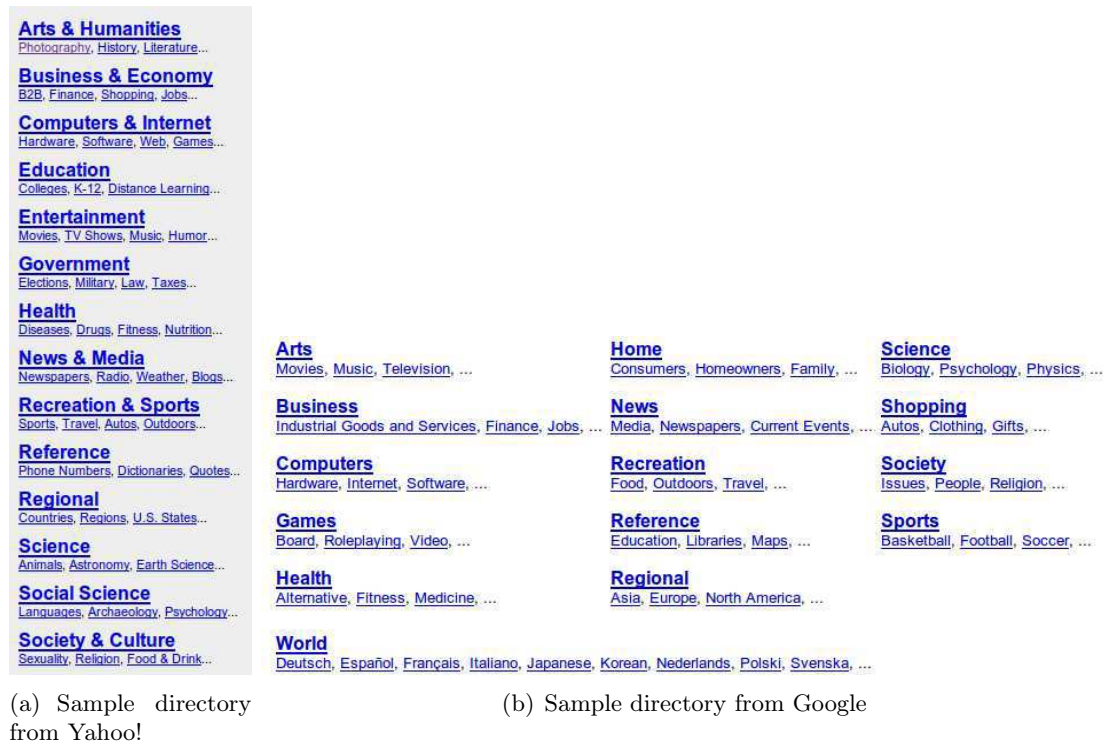 Arts & Humanities
Photography, History, Literature...
Business & Economy
B2B, Finance, Shopping, Jobs...
Computers & Internet
Hardware, Software, Web, Games...
Education
Colleges, K-12, Distance Learning...
Entertainment
Movies, TV Shows, Music, Humor...
Government
Elections, Military, Law, Taxes...
Health
Diseases, Drugs, Fitness, Nutrition...
News & Media
Newspapers, Radio, Weather, Blogs...
Recreation & Sports
Sports, Travel, Autos, Outdoors...
Reference
Phone Numbers, Dictionaries, Quotes...
Regional
Countries, Regions, U.S. States...
Science
Animals, Astronomy, Earth Science...
Social Science
Languages, Archaeology, Psychology...
Society & Culture
Sexuality, Religion, Food & Drink...
(a) Sample directory
from Yahoo!
Arts
Movies, Music, Television, ...
Business
Industrial Goods and Services, Finance, Jobs, ...
Computers
Hardware, Internet, Software, ...
Games
Board, Roleplaying, Video, ...
Health
Alternative, Fitness, Medicine, ...
Home
Consumers, Homeowners, Family, ...
News
Media, Newspapers, Current Events, ...
Recreation
Food, Outdoors, Travel, ...
Reference
Education, Libraries, Maps, ...
Regional
Asia, Europe, North America, ...
Science
Biology, Psychology, Physics, ...
Shopping
Autos, Clothing, Gifts, ...
Society
Issues, People, Religion, ...
Sports
Basketball, Football, Soccer, ...
World
Deutsch, Español, Français, Italiano, Japanese, Korean, Nederlands, Polski, Svenska, ...
(b) Sample directory from Google